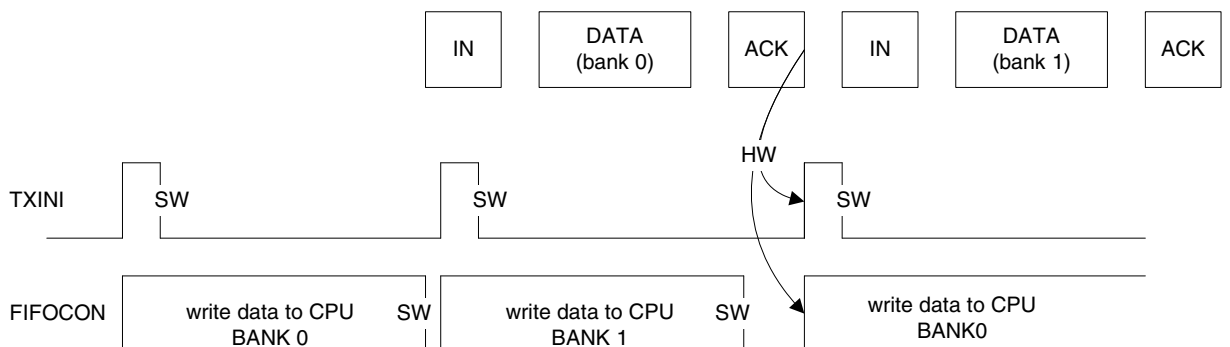 IN
DATA
(bank 0)
ACK
IN
DATA
(bank 1)
ACK
HW
TXINI
SW
SW
SW
FIFOCON
write data to CPU
BANK 0
SW
write data to CPU
BANK 1
SW
write data to CPU
BANK0